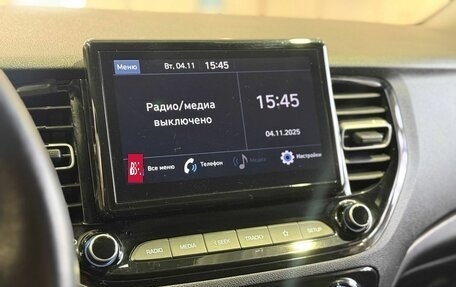 Меню Вт, 04.11 15:45
Радио/медиа
выключено
15:45
04.11.2025
Все меню Телефон Медиа Настройки
RADIO MEDIA < SEEK TRACK > ☆ SETUP